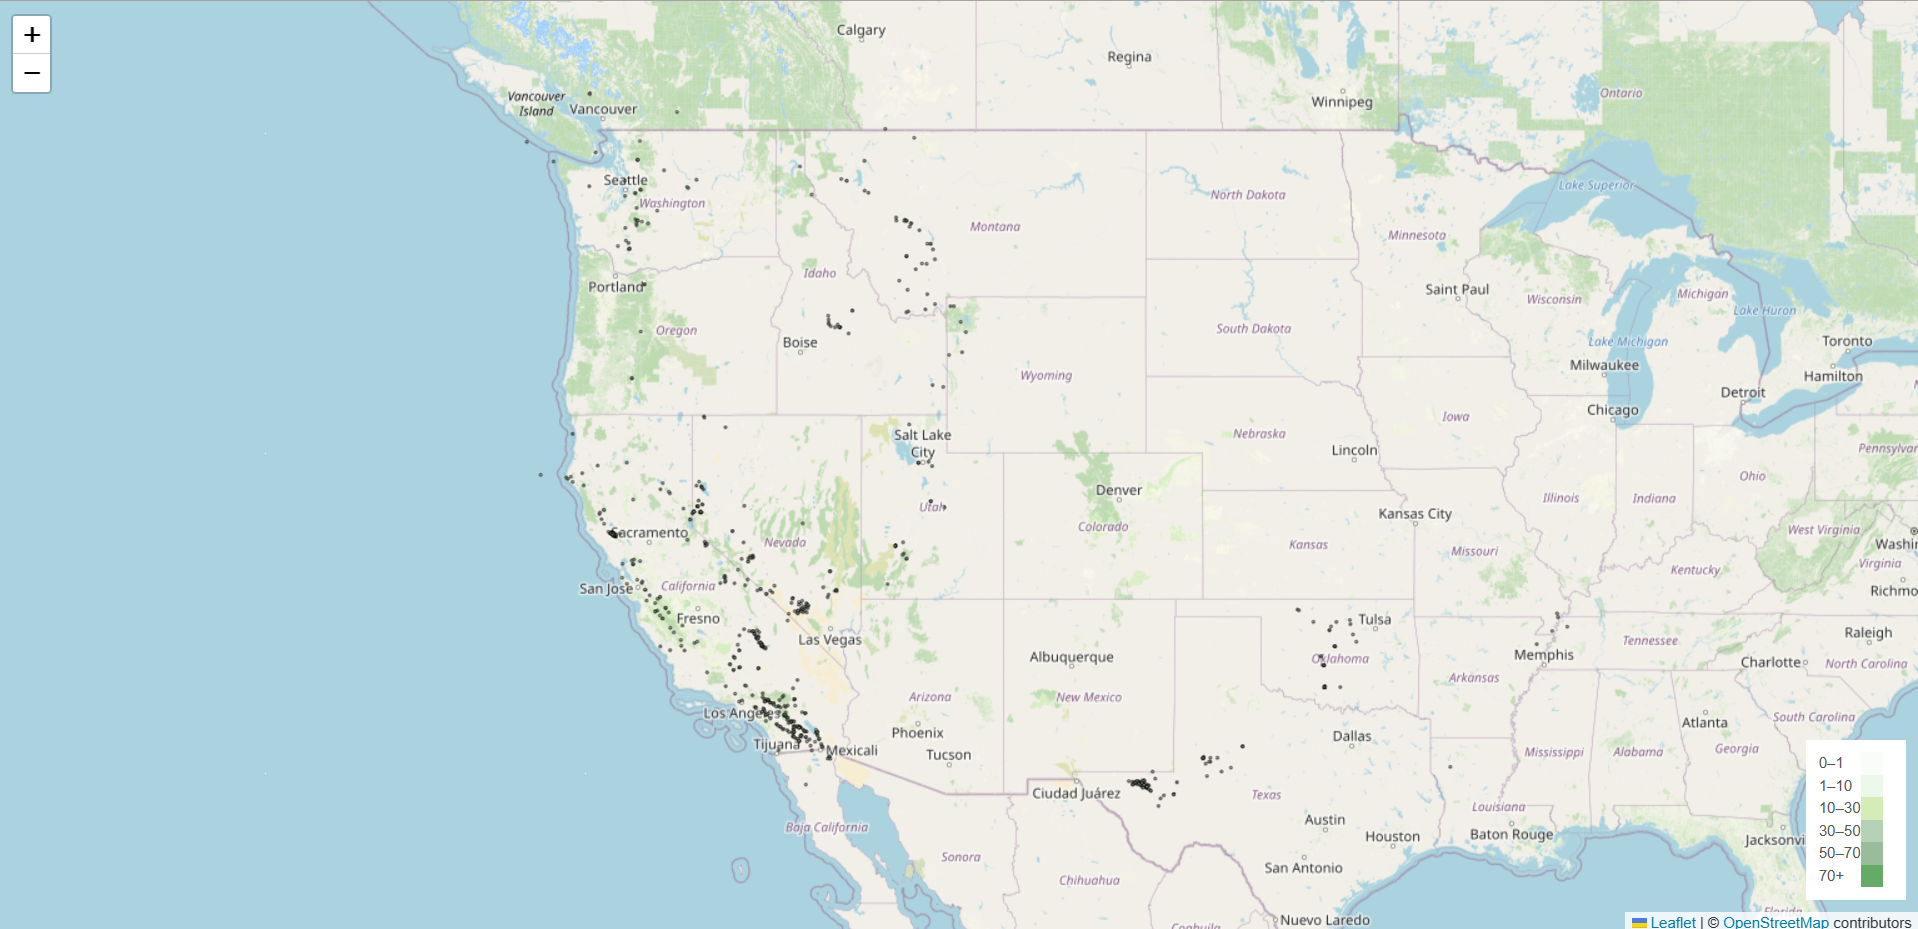 +
−
Calgary
Regina
Winnipeg
Ontario
Vancouver
Island
Vancouver
Seattle
Washington
Montana
North Dakota
Minnesota
Lake Superior
Idaho
Portland
Oregon
Boise
Wyoming
South Dakota
Saint Paul
Wisconsin
Michigan
Lake Huron
Lake Michigan
Toronto
Milwaukee
Hamilton
Detroit
Chicago
Iowa
Salt Lake
City
Nebraska
Lincoln
Pennsylvan
Denver
Utah
Colorado
Kansas City
Illinois
Indiana
Ohio
Sacramento
Nevada
Kansas
Missouri
West Virginia
Washin
Virginia
Kentucky
Richmo
San Jose
California
Fresno
Las Vegas
Tulsa
Oklahoma
Albuquerque
New Mexico
Arizona
Arkansas
Memphis
Tennessee
Raleigh
Charlotte
North Carolina
Los Angeles
Tijuana
Mexicali
Phoenix
Tucson
Dallas
Mississippi
Alabama
Atlanta
Georgia
South Carolina
Ciudad Juárez
Texas
Louisiana
Baja California
Austin
Houston
Baton Rouge
Jacksonvi
Sonora
Chihuahua
San Antonio
Coahuila
Nuevo Laredo
Florida
0–1
1–10
10–30
30–50
50–70
70+
Leaflet | © OpenStreetMap contributors